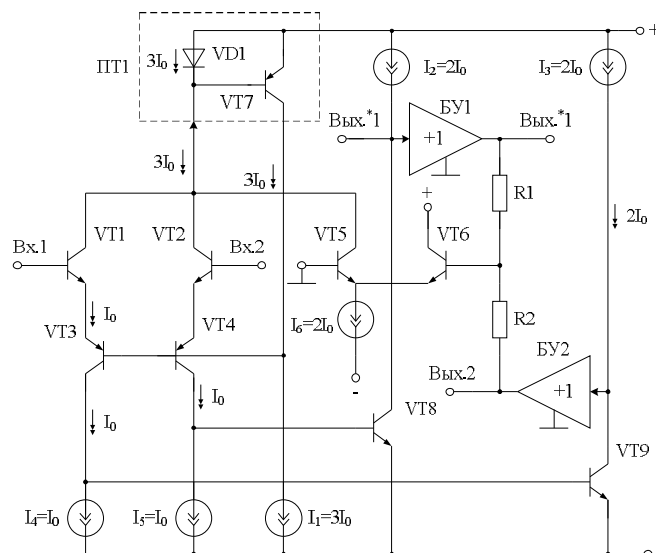 +
3I₀
VD1
ПТ1
VT7
I₂=2I₀
I₃=2I₀
БУ1
Вых.*1
+1
Вых.*1
3I₀
3I₀
R1
2I₀
+
VT1
VT2
VT5
VT6
Вх.1
Вх.2
I₀
VT3
VT4
I₆=2I₀
R2
БУ2
I₀
Вых.2
+1
I₀
-
VT8
VT9
I₄=I₀
I₅=I₀
I₁=3I₀